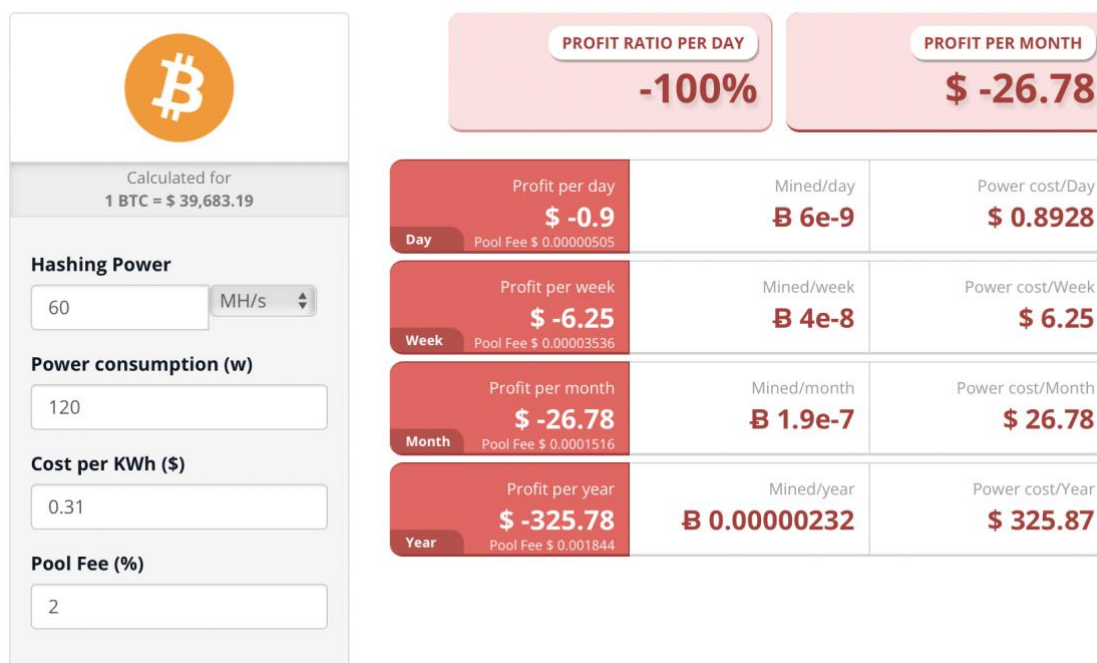 PROFIT RATIO PER DAY
-100%
PROFIT PER MONTH
$ -26.78
Calculated for
1 BTC = $ 39,683.19
Hashing Power
60
MH/s
Power consumption (w)
120
Cost per KWh ($)
0.31
Pool Fee (%)
2
Profit per day
$ -0.9
Day
Pool Fee $ 0.00000505
Mined/day
Ƀ 6e-9
Power cost/Day
$ 0.8928
Profit per week
$ -6.25
Week
Pool Fee $ 0.00003536
Mined/week
Ƀ 4e-8
Power cost/Week
$ 6.25
Profit per month
$ -26.78
Month
Pool Fee $ 0.0001516
Mined/month
Ƀ 1.9e-7
Power cost/Month
$ 26.78
Profit per year
$ -325.78
Year
Pool Fee $ 0.001844
Mined/year
Ƀ 0.00000232
Power cost/Year
$ 325.87